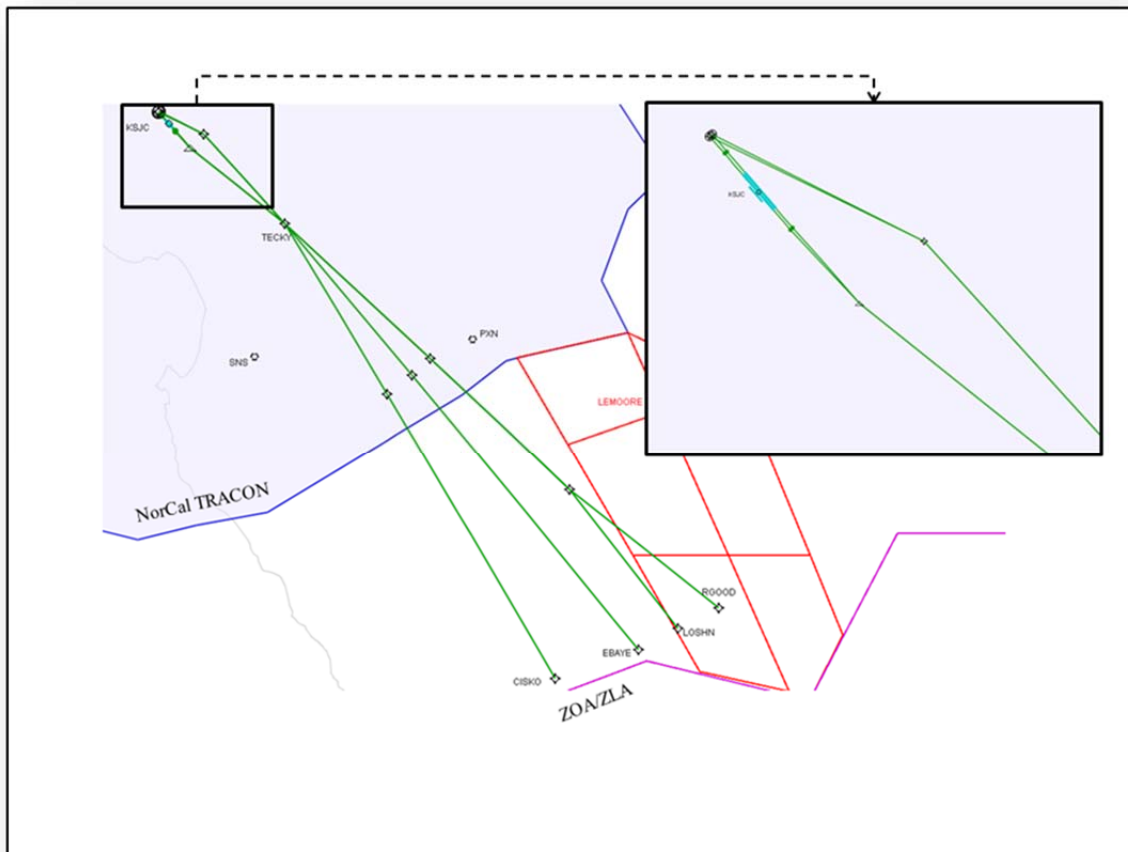 KSJC
KSJC
TECKY
PXN
SNS
LEMOORE
NorCal TRACON
RGOOD
LOSHN
EBAYE
CISKO
ZOA/ZLA